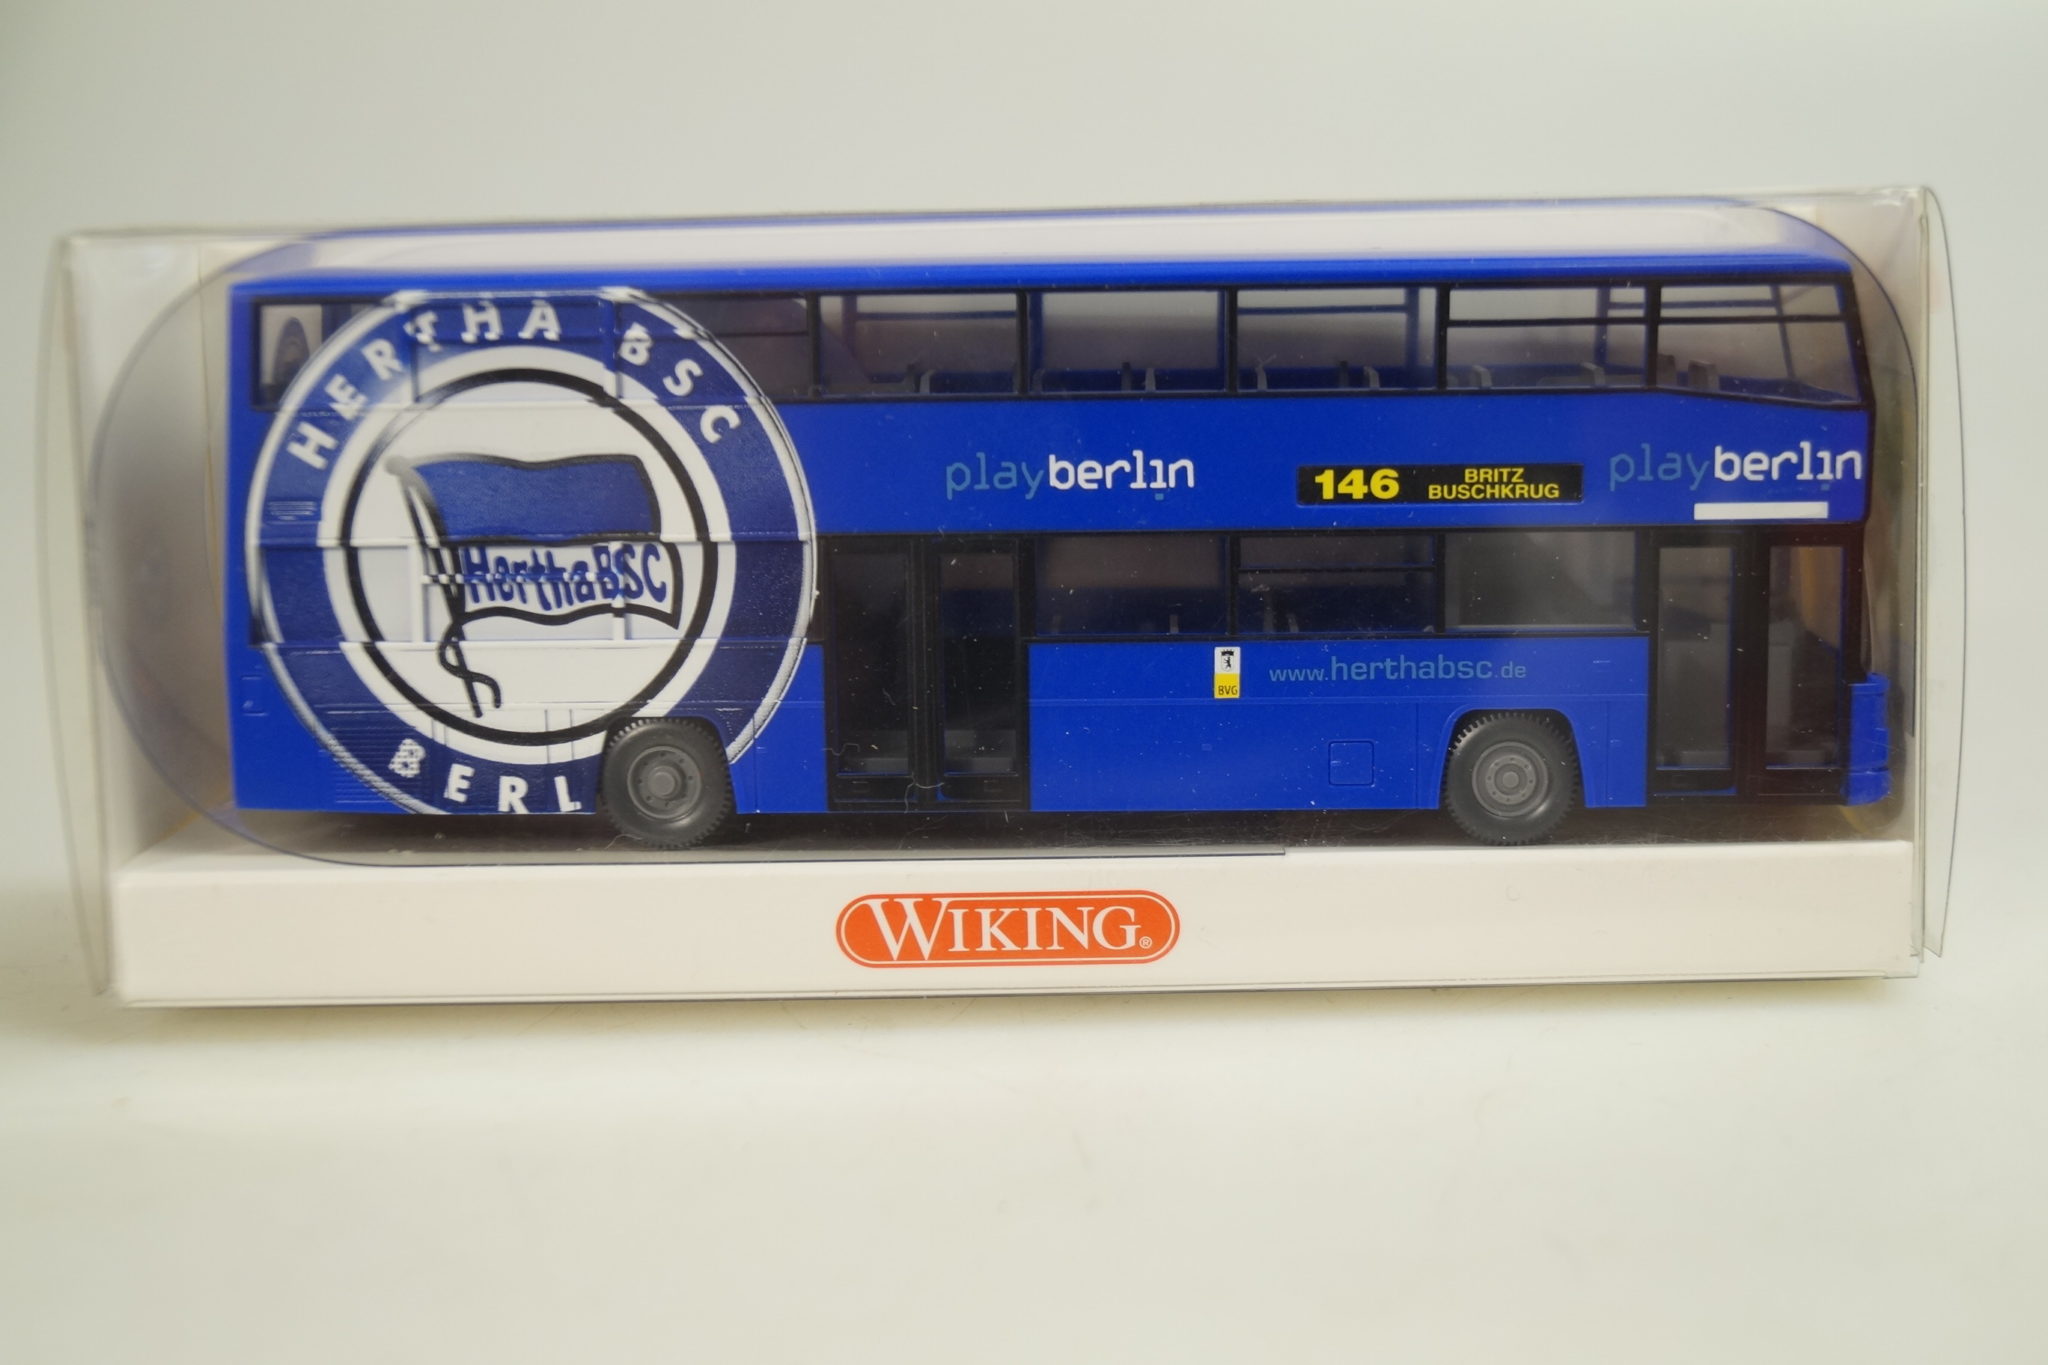 HERTHA BSC
HerthaBSC
BERL
playberlin
146 BRITZ
BUSCHKRUG
playberlin
BVG
www.herthabsc.de
WIKING®